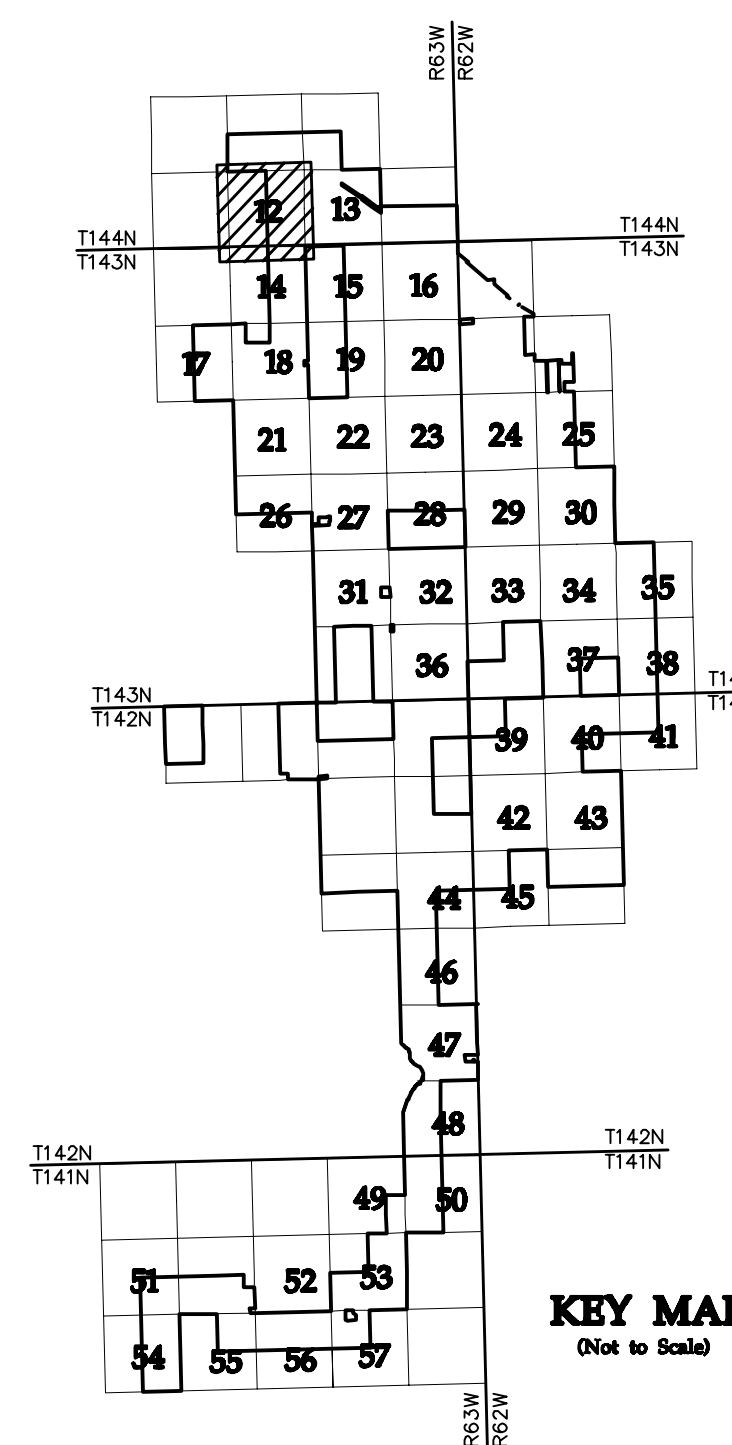 R63W R62W
12 13
T144N T144N
T143N T143N
14 15 16
17 18 19 20
21 22 23 24 25
26 27 28 29 30
31 32 33 34 35
36 37 38
T143N
T142N
39 40 41
42 43
44 45
46
47
48
T142N T142N
T141N T141N
49 50
51 52 53
54 55 56 57
KEY MAP
(Not to Scale)
R63W R62W